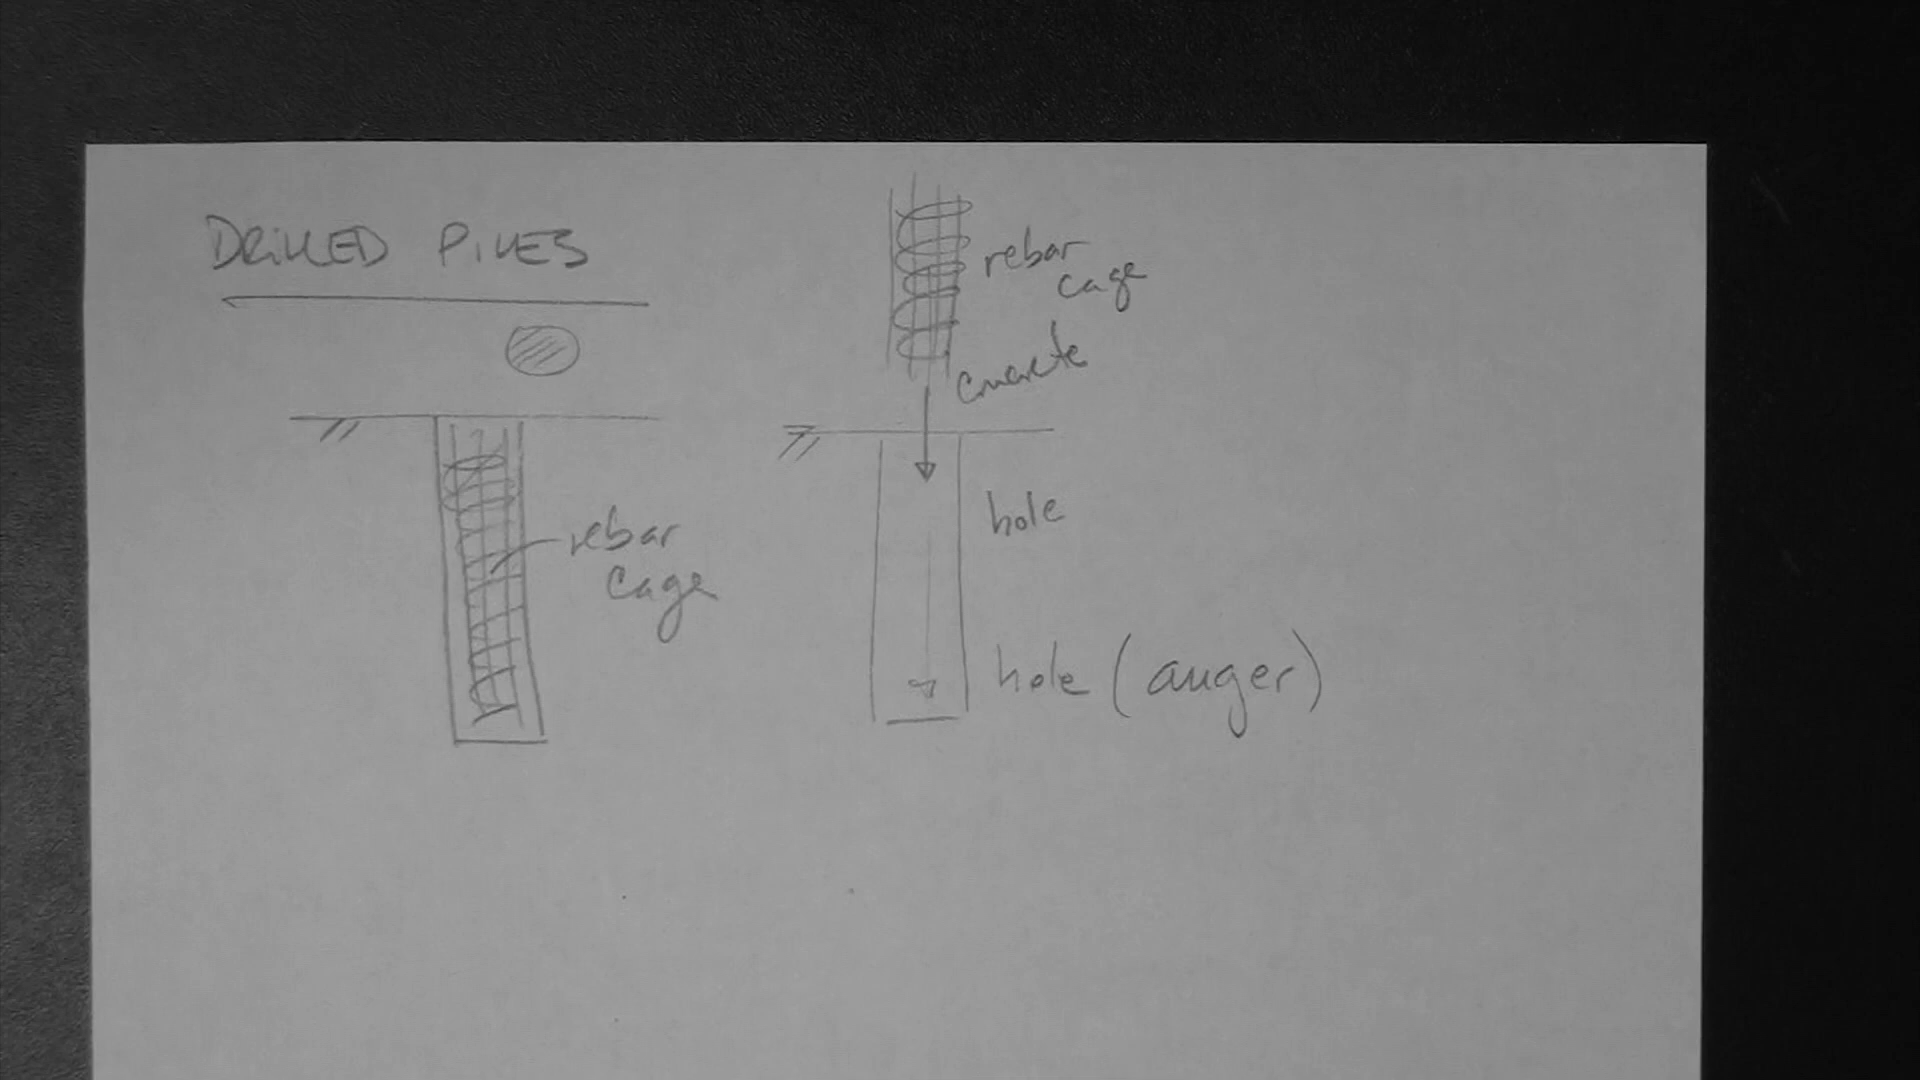 DRILLED PILES
rebar
cage
rebar
cage
concrete
hole
hole (auger)